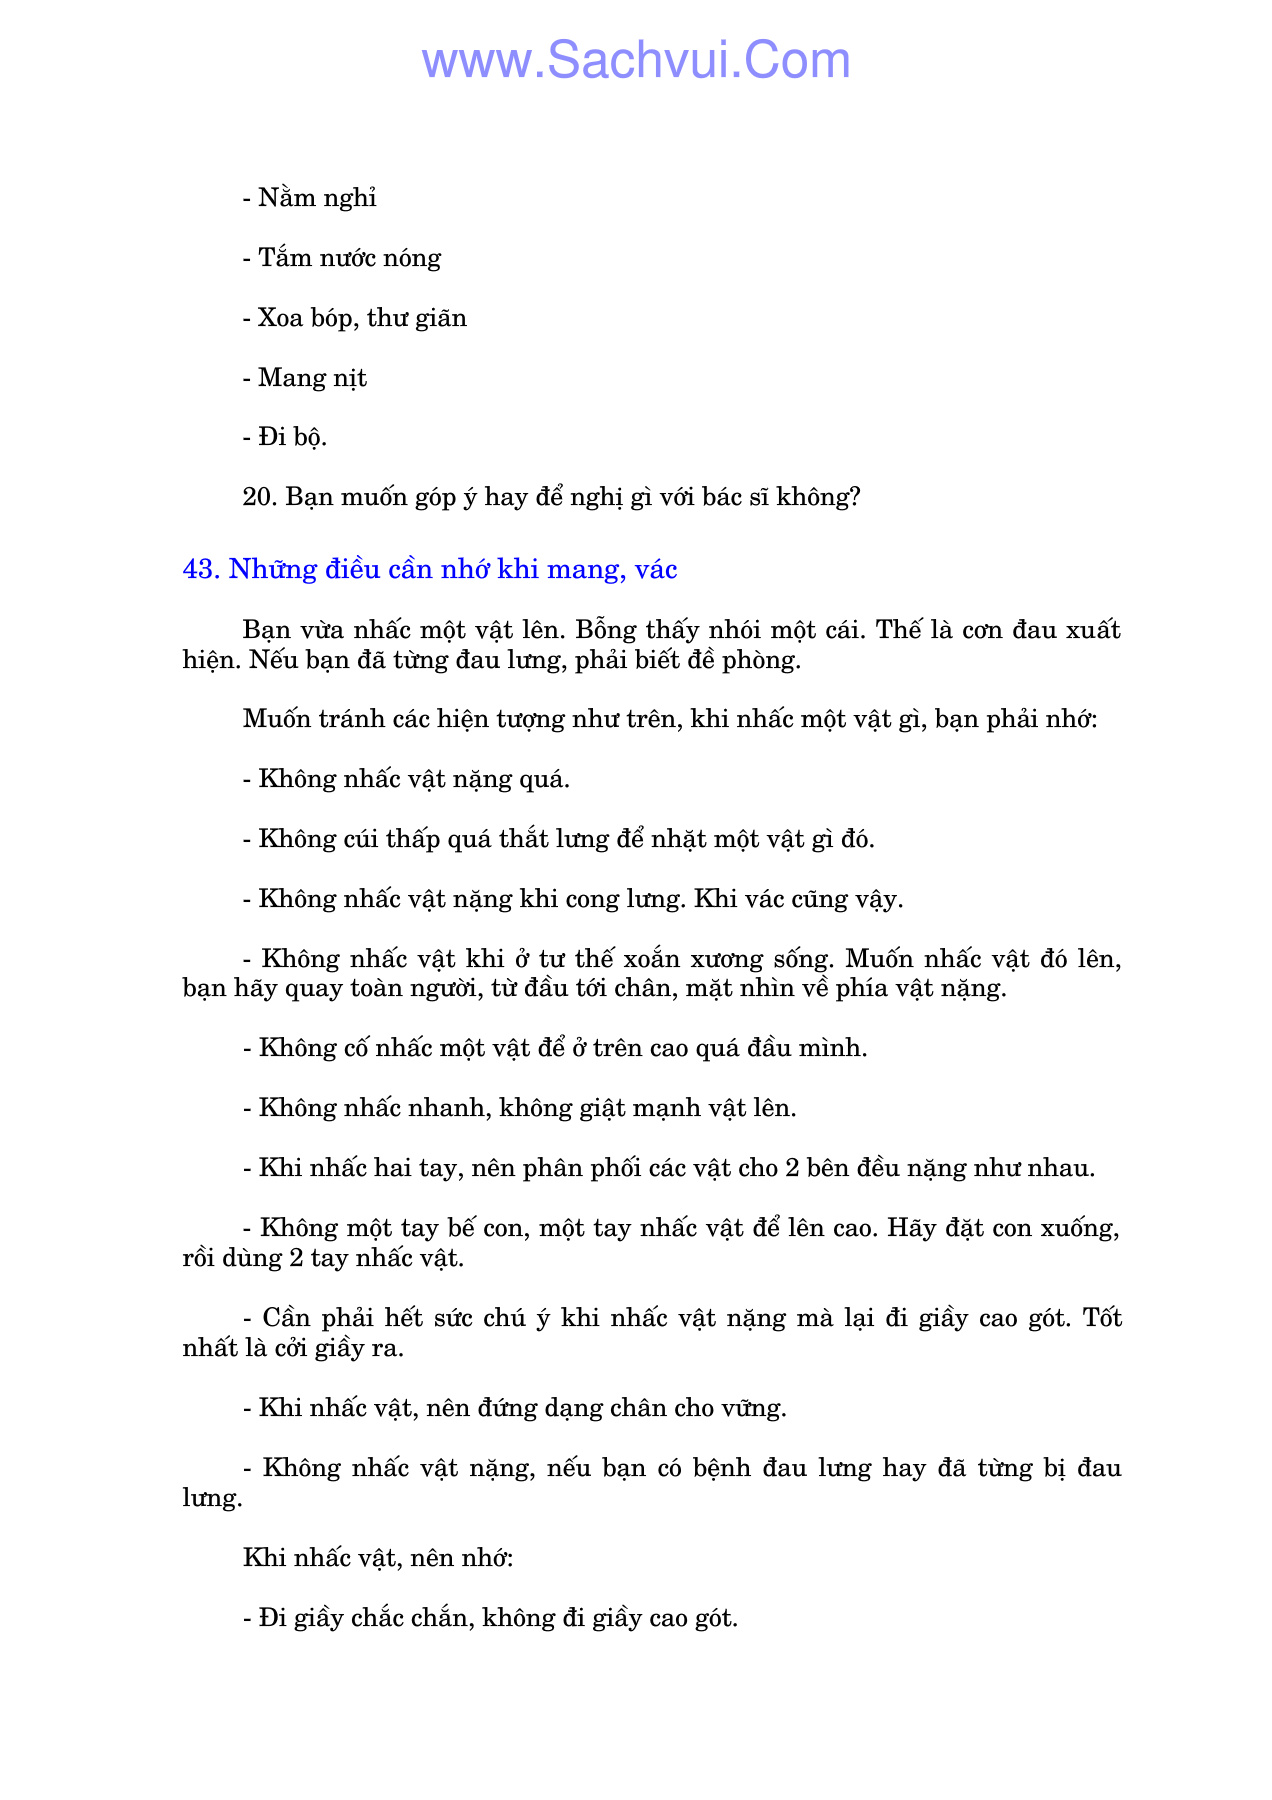 www.Sachvui.Com
- Nằm nghỉ
- Tắm nước nóng
- Xoa bóp, thư giãn
- Mang nịt
- Đi bộ.
20. Bạn muốn góp ý hay để nghị gì với bác sĩ không?
43. Những điều cần nhớ khi mang, vác
Bạn vừa nhấc một vật lên. Bỗng thấy nhói một cái. Thế là cơn đau xuất
hiện. Nếu bạn đã từng đau lưng, phải biết đề phòng.
Muốn tránh các hiện tượng như trên, khi nhấc một vật gì, bạn phải nhớ:
- Không nhấc vật nặng quá.
- Không cúi thấp quá thắt lưng để nhặt một vật gì đó.
- Không nhấc vật nặng khi cong lưng. Khi vác cũng vậy.
- Không nhấc vật khi ở tư thế xoắn xương sống. Muốn nhấc vật đó lên,
bạn hãy quay toàn người, từ đầu tới chân, mặt nhìn về phía vật nặng.
- Không cố nhấc một vật để ở trên cao quá đầu mình.
- Không nhấc nhanh, không giật mạnh vật lên.
- Khi nhấc hai tay, nên phân phối các vật cho 2 bên đều nặng như nhau.
- Không một tay bế con, một tay nhấc vật để lên cao. Hãy đặt con xuống,
rồi dùng 2 tay nhấc vật.
- Cần phải hết sức chú ý khi nhấc vật nặng mà lại đi giầy cao gót. Tốt
nhất là cởi giầy ra.
- Khi nhấc vật, nên đứng dạng chân cho vững.
- Không nhấc vật nặng, nếu bạn có bệnh đau lưng hay đã từng bị đau
lưng.
Khi nhấc vật, nên nhớ:
- Đi giầy chắc chắn, không đi giầy cao gót.